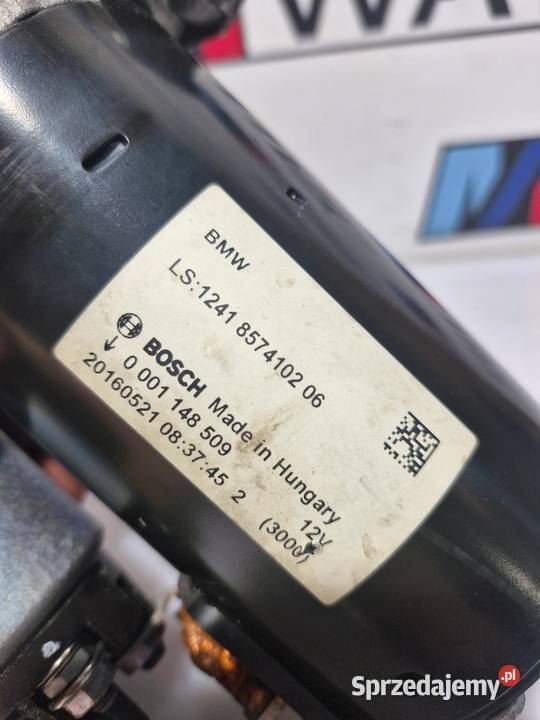 BMW
LS:1241 8574102 06
BOSCH Made in Hungary
0 001 148 509
12V
20160521 08:37:45 2
(3000)
Sprzedajemy.pl